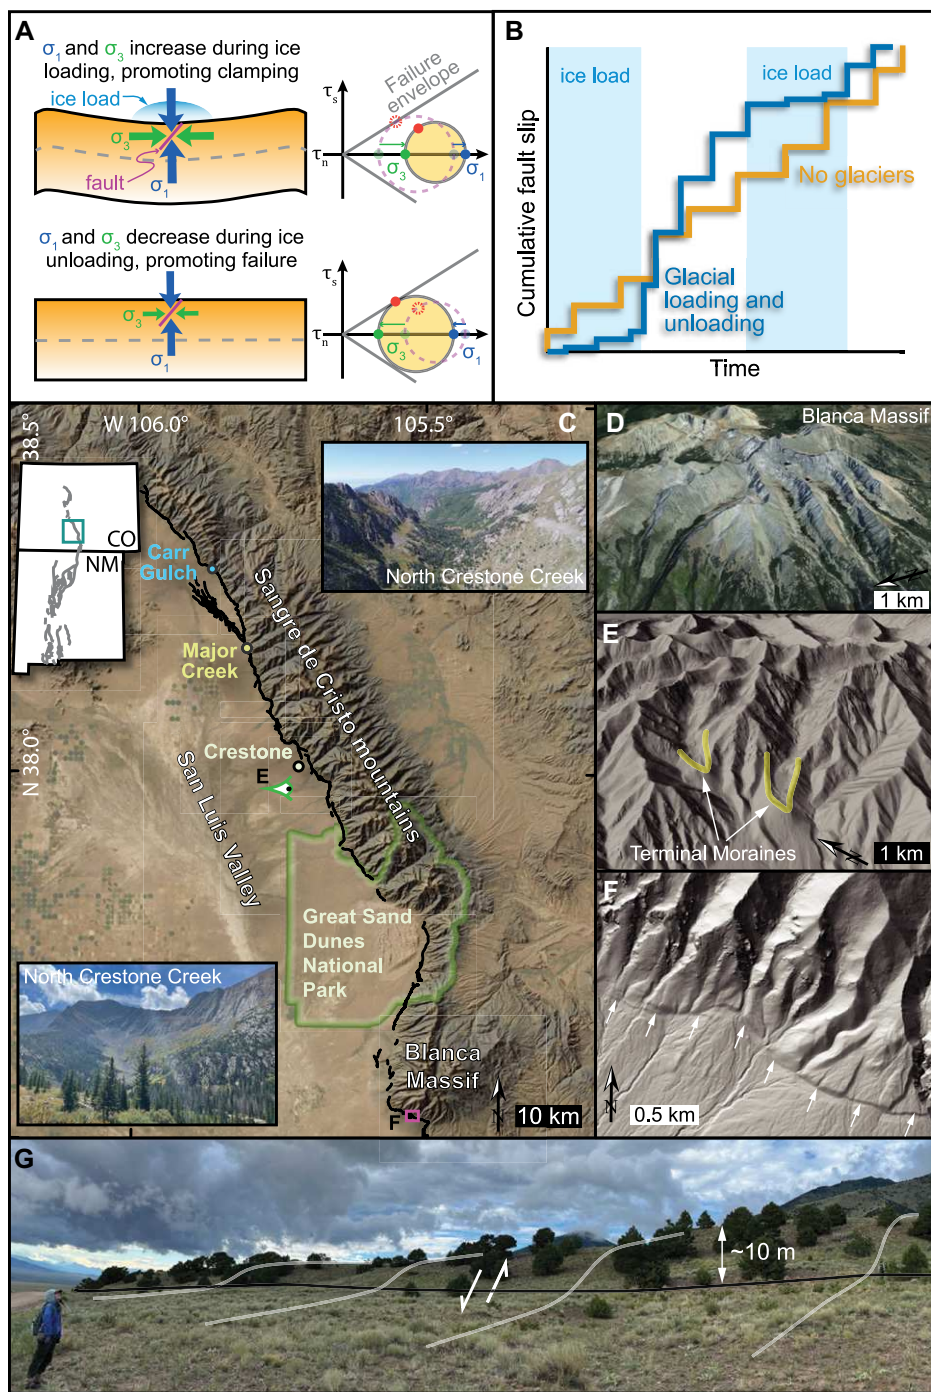 A
σ1 and σ3 increase during ice
loading, promoting clamping
ice load
σ3
fault
σ1
τs
Failure
envelope
τn
σ3
σ1
σ1 and σ3 decrease during ice
unloading, promoting failure
σ3
σ1
τs
τn
σ3
σ1
B
ice load
ice load
No glaciers
Glacial
loading and
unloading
Cumulative fault slip
Time
C
W 106.0°
105.5°
38.5°
N 38.0°
CO
NM
North Crestone Creek
Carr
Gulch
Major
Creek
Crestone
E
Sangre de Cristo mountains
San Luis Valley
Great Sand
Dunes
National
Park
North Crestone Creek
Blanca
Massif
F
N
10 km
D
Blanca Massif
1 km
E
Terminal Moraines
1 km
F
N
0.5 km
G
~10 m